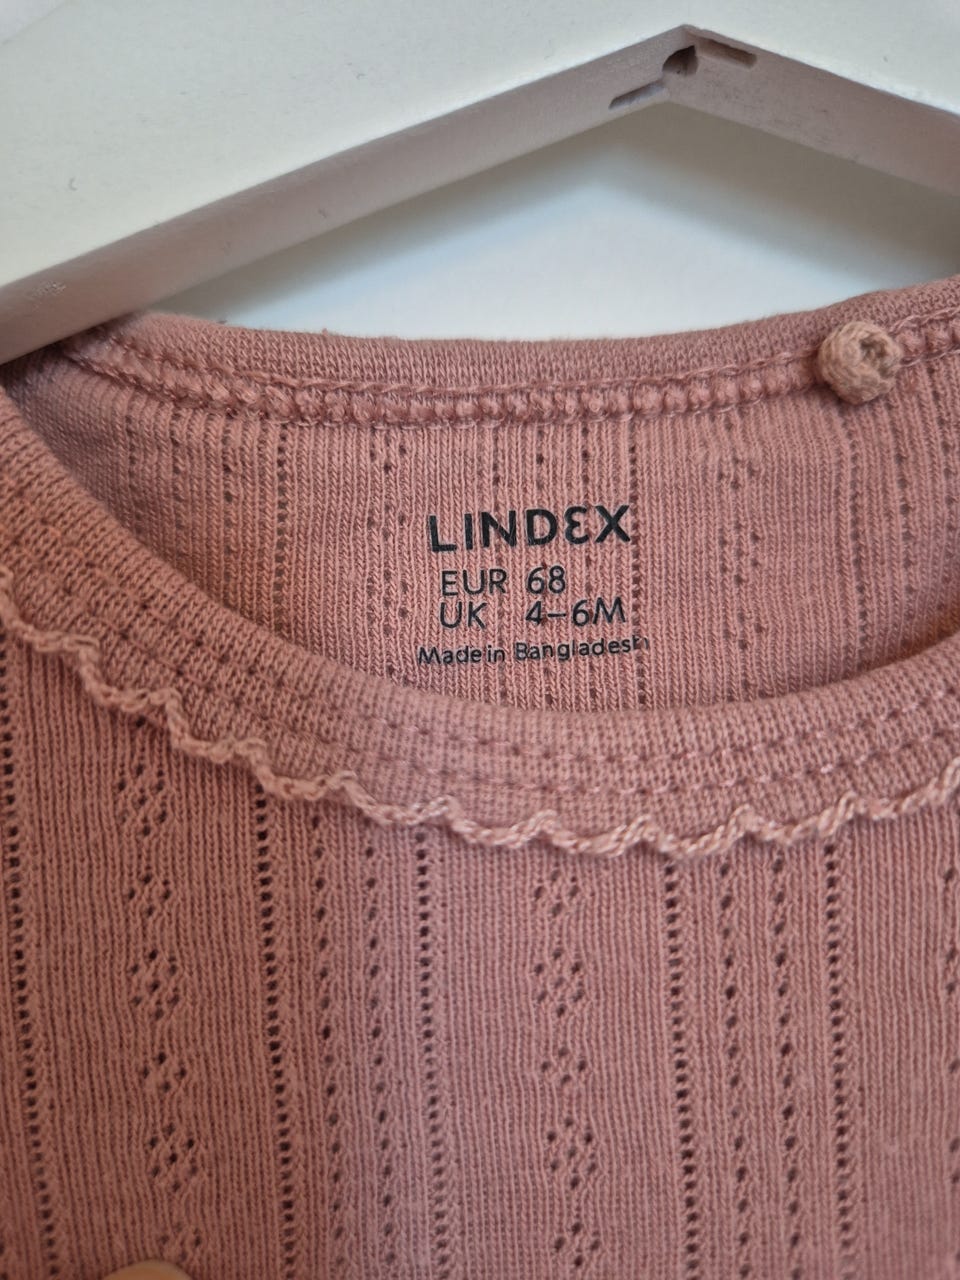 LINDEX
EUR 68
UK 4-6M
Made in Bangladesh